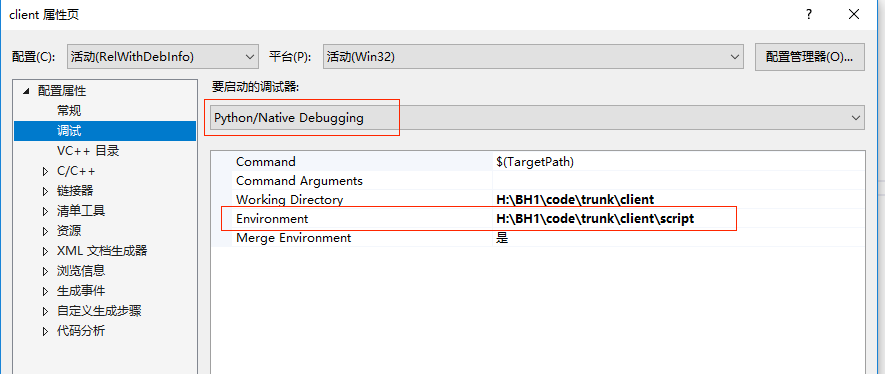 client 属性页
?
配置(C): 活动(RelWithDebInfo) 平台(P): 活动(Win32) 配置管理器(O)...
配置属性
常规
调试
VC++ 目录
C/C++
链接器
清单工具
资源
XML 文档生成器
浏览信息
生成事件
自定义生成步骤
代码分析
要启动的调试器:
Python/Native Debugging
Command $(TargetPath)
Command Arguments
Working Directory H:\BH1\code\trunk\client
Environment H:\BH1\code\trunk\client\script
Merge Environment 是